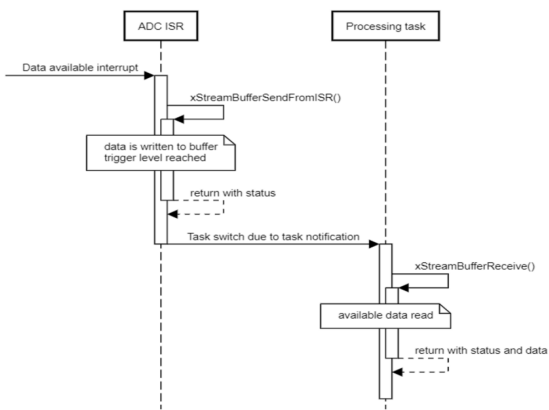 ADC ISR
Processing task
Data available interrupt
xStreamBufferSendFromISR()
data is written to buffer
trigger level reached
return with status
Task switch due to task notification
xStreamBufferReceive()
available data read
return with status and data